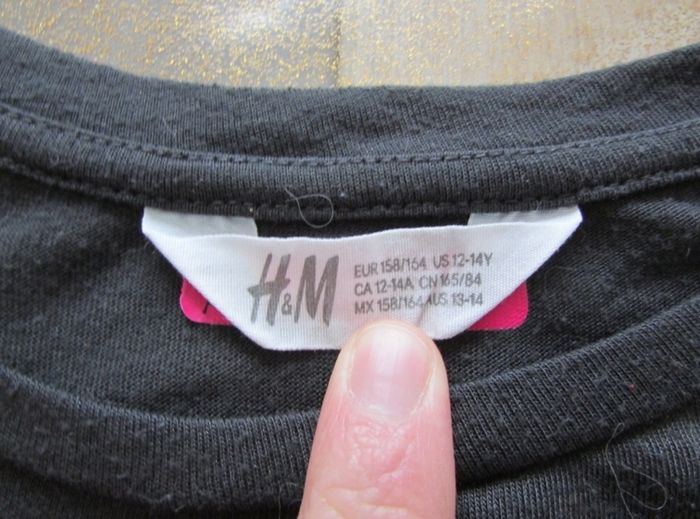 H&M
EUR 158/164 US 12-14Y
CA 12-14A CN 165/84
MX 158/164 AUS 13-14